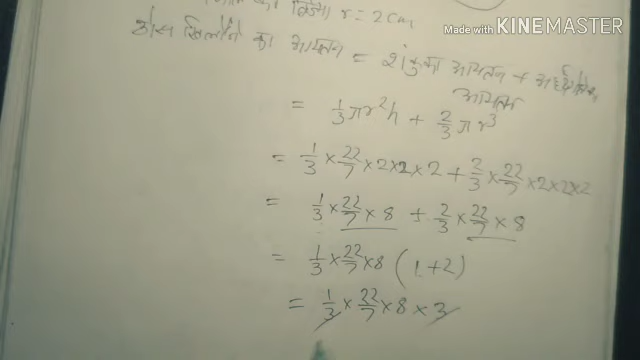 Made with KINEMASTER
त्रिज्या r = 2 cm
ठोस खिलौने का आयतन = शंकु का आयतन + अर्द्धगोले का
आयतन
= 1/3 πr²h + 2/3 πr³
= 1/3 × 22/7 × 2×2×2 + 2/3 × 22/7 × 2×2×2
= 1/3 × 22/7 × 8 + 2/3 × 22/7 × 8
= 1/3 × 22/7 × 8 (1+2)
= 1/3 × 22/7 × 8 × 3